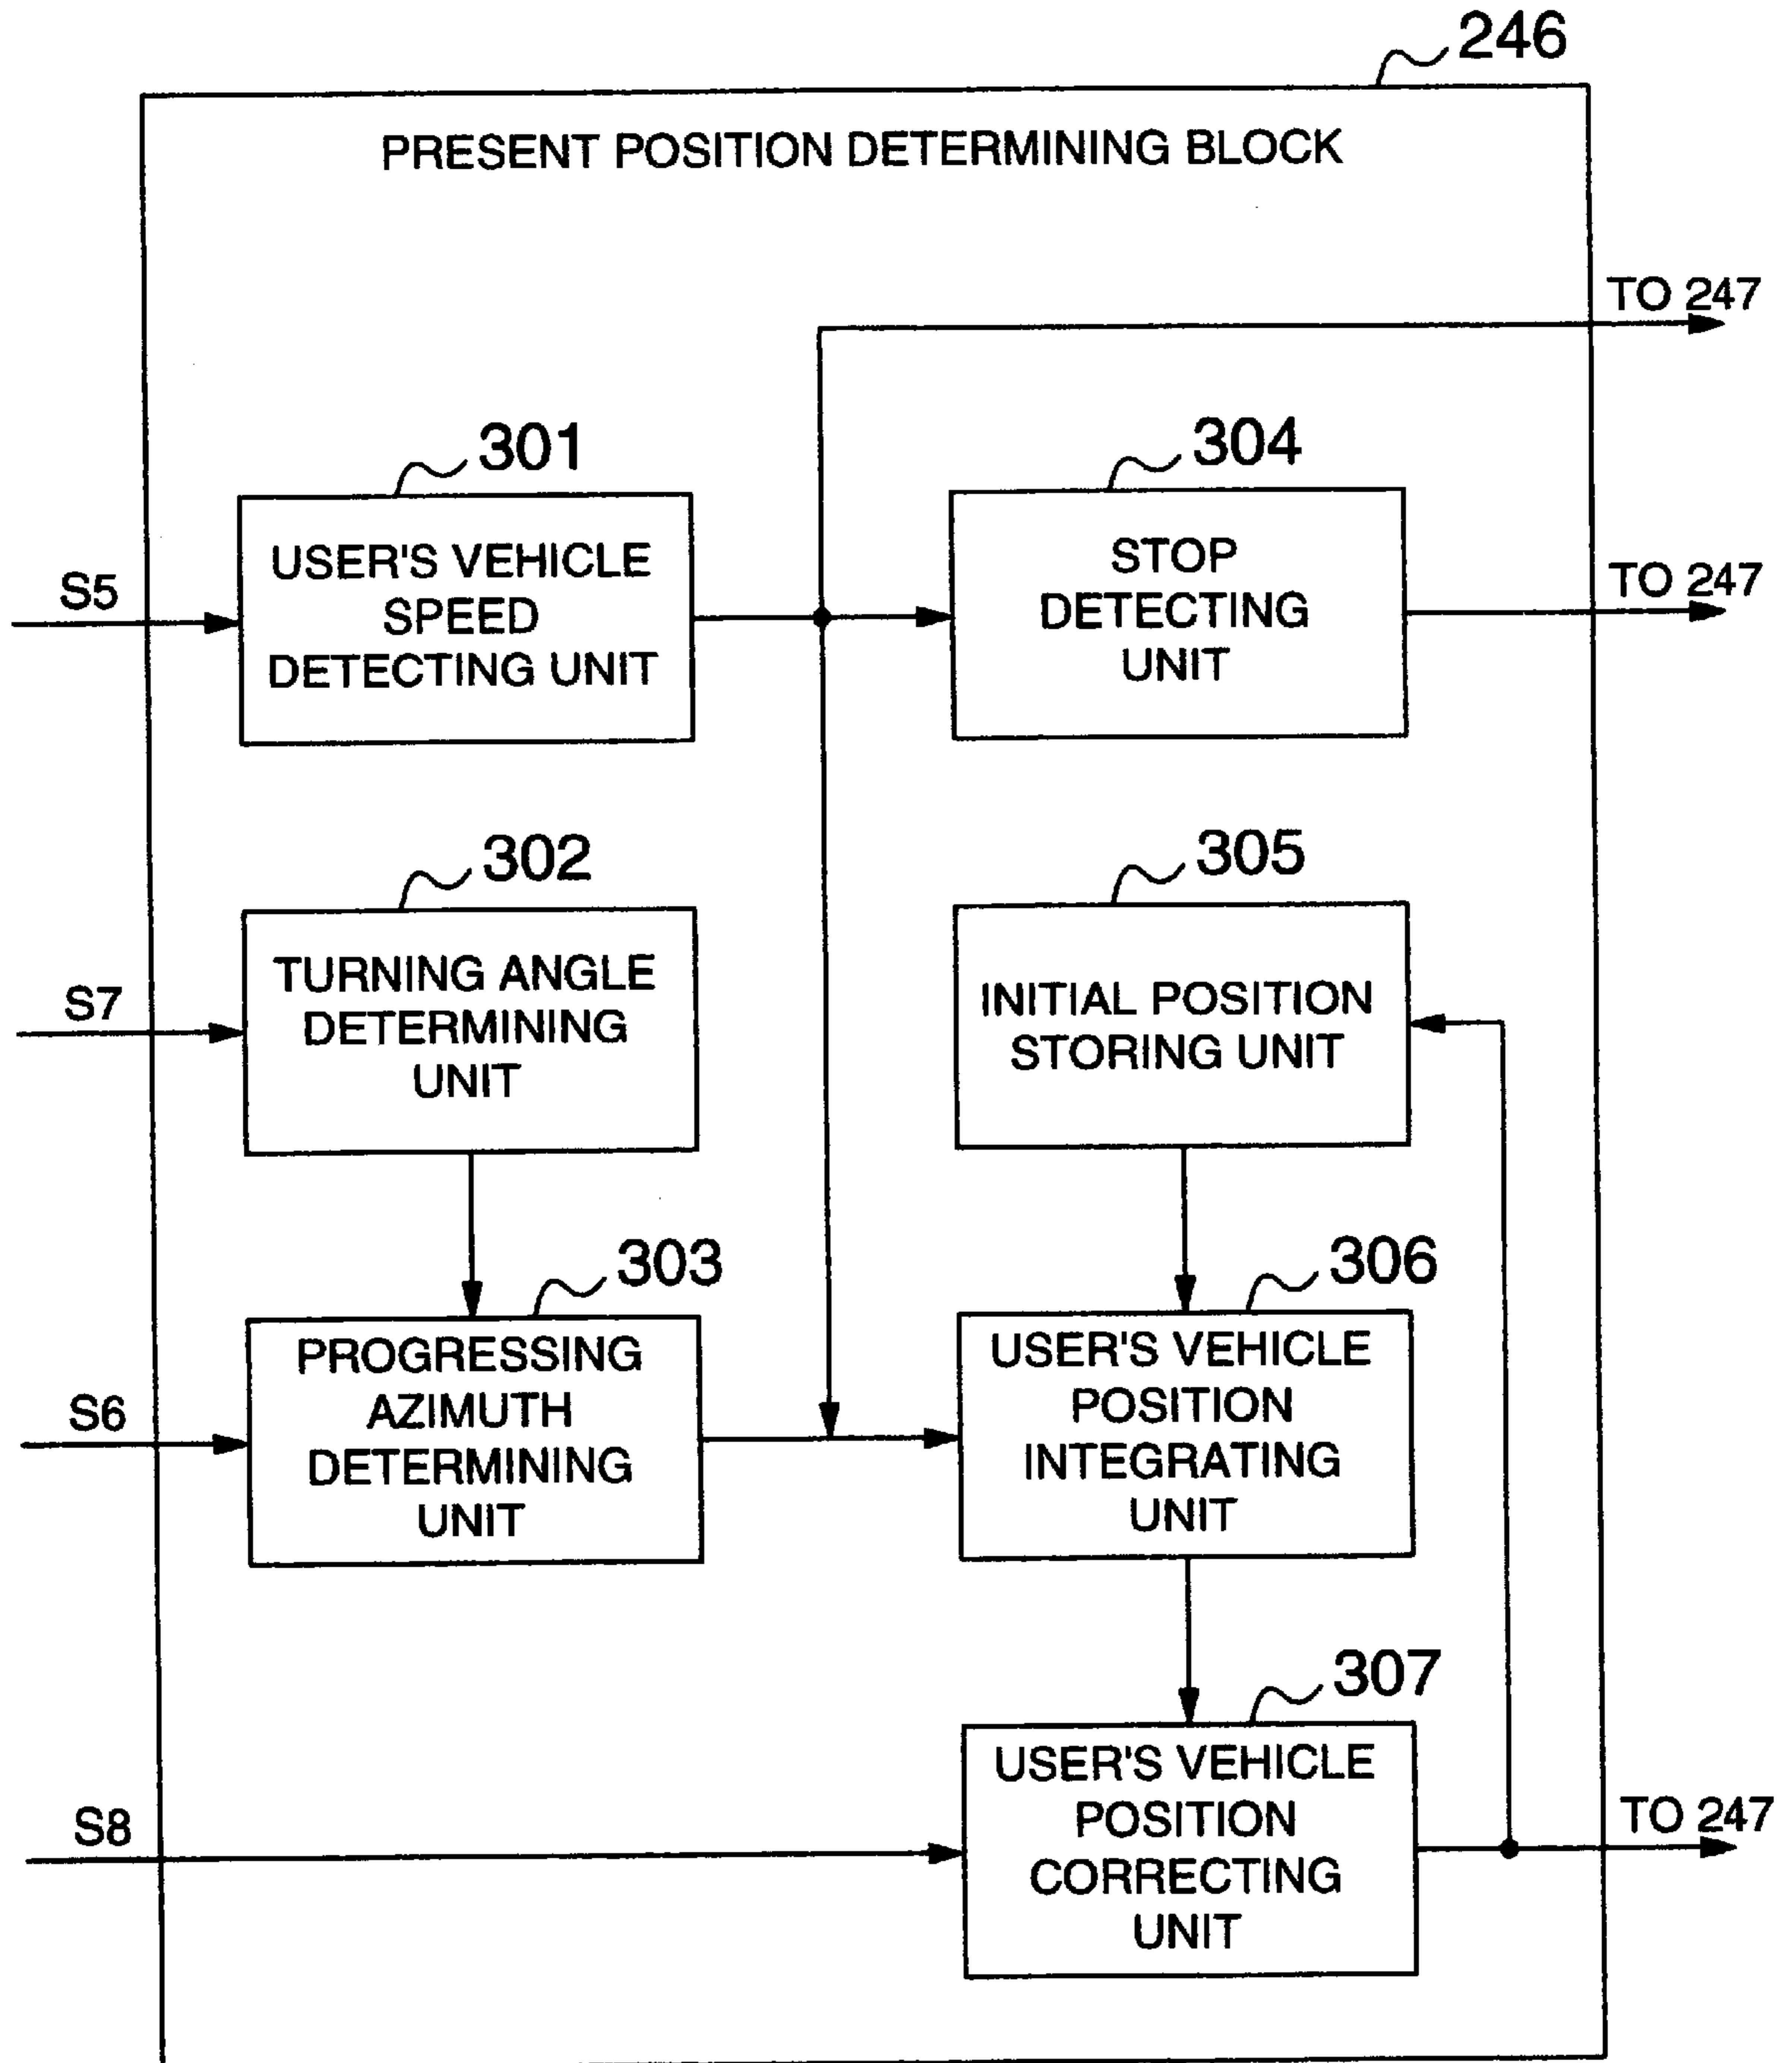 246
PRESENT POSITION DETERMINING BLOCK
TO 247
301
USER'S VEHICLE
SPEED
DETECTING UNIT
S5
304
STOP
DETECTING
UNIT
TO 247
302
TURNING ANGLE
DETERMINING
UNIT
S7
305
INITIAL POSITION
STORING UNIT
303
PROGRESSING
AZIMUTH
DETERMINING
UNIT
S6
306
USER'S VEHICLE
POSITION
INTEGRATING
UNIT
307
USER'S VEHICLE
POSITION
CORRECTING
UNIT
S8
TO 247